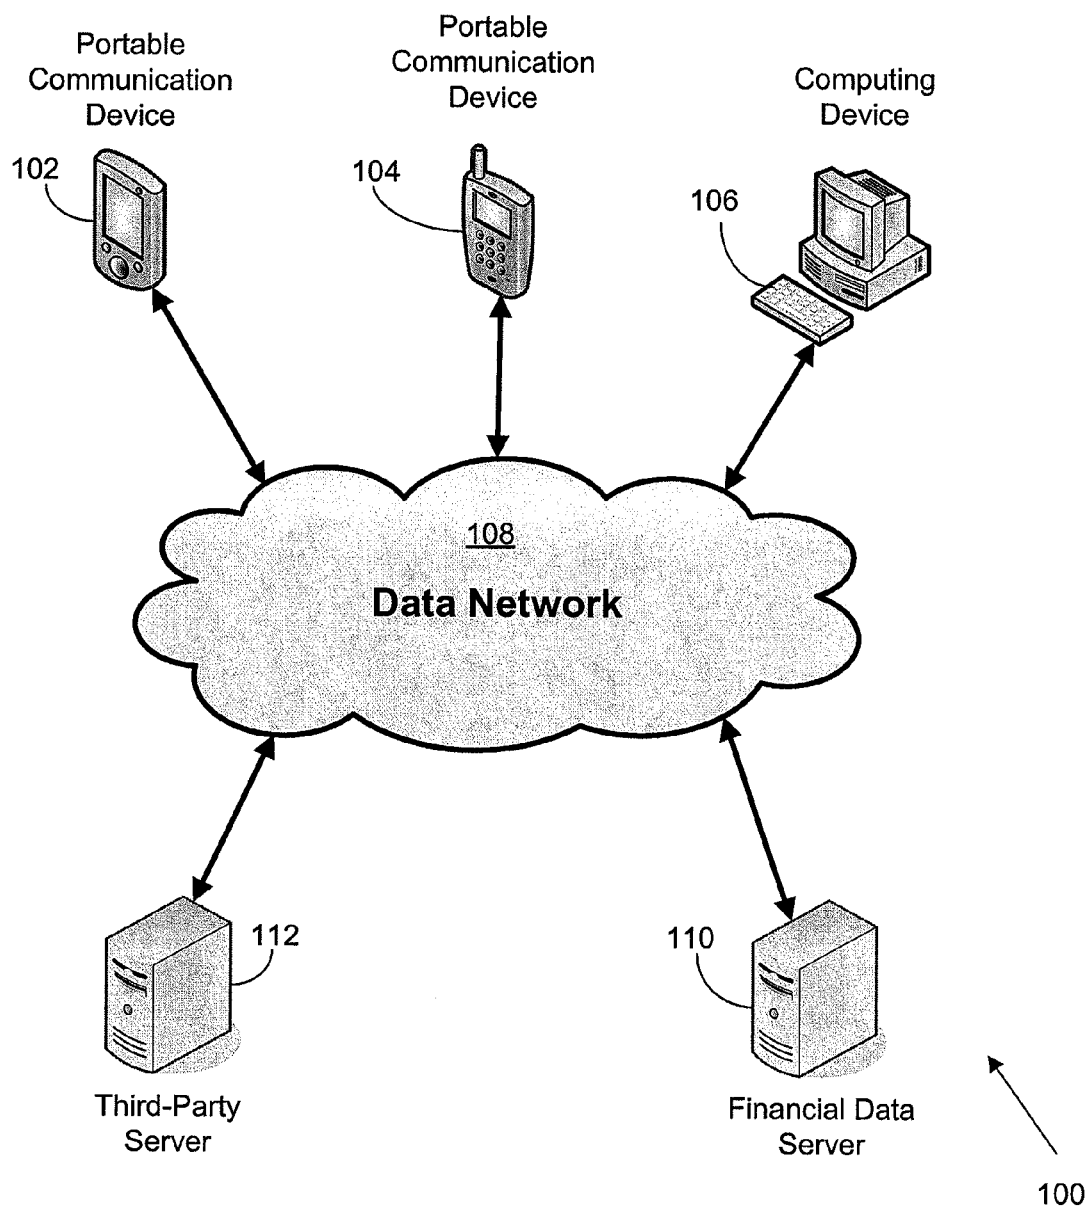 Portable
Communication
Device
Portable
Communication
Device
Computing
Device
102
104
106
108
Data Network
112
110
Third-Party
Server
Financial Data
Server
100